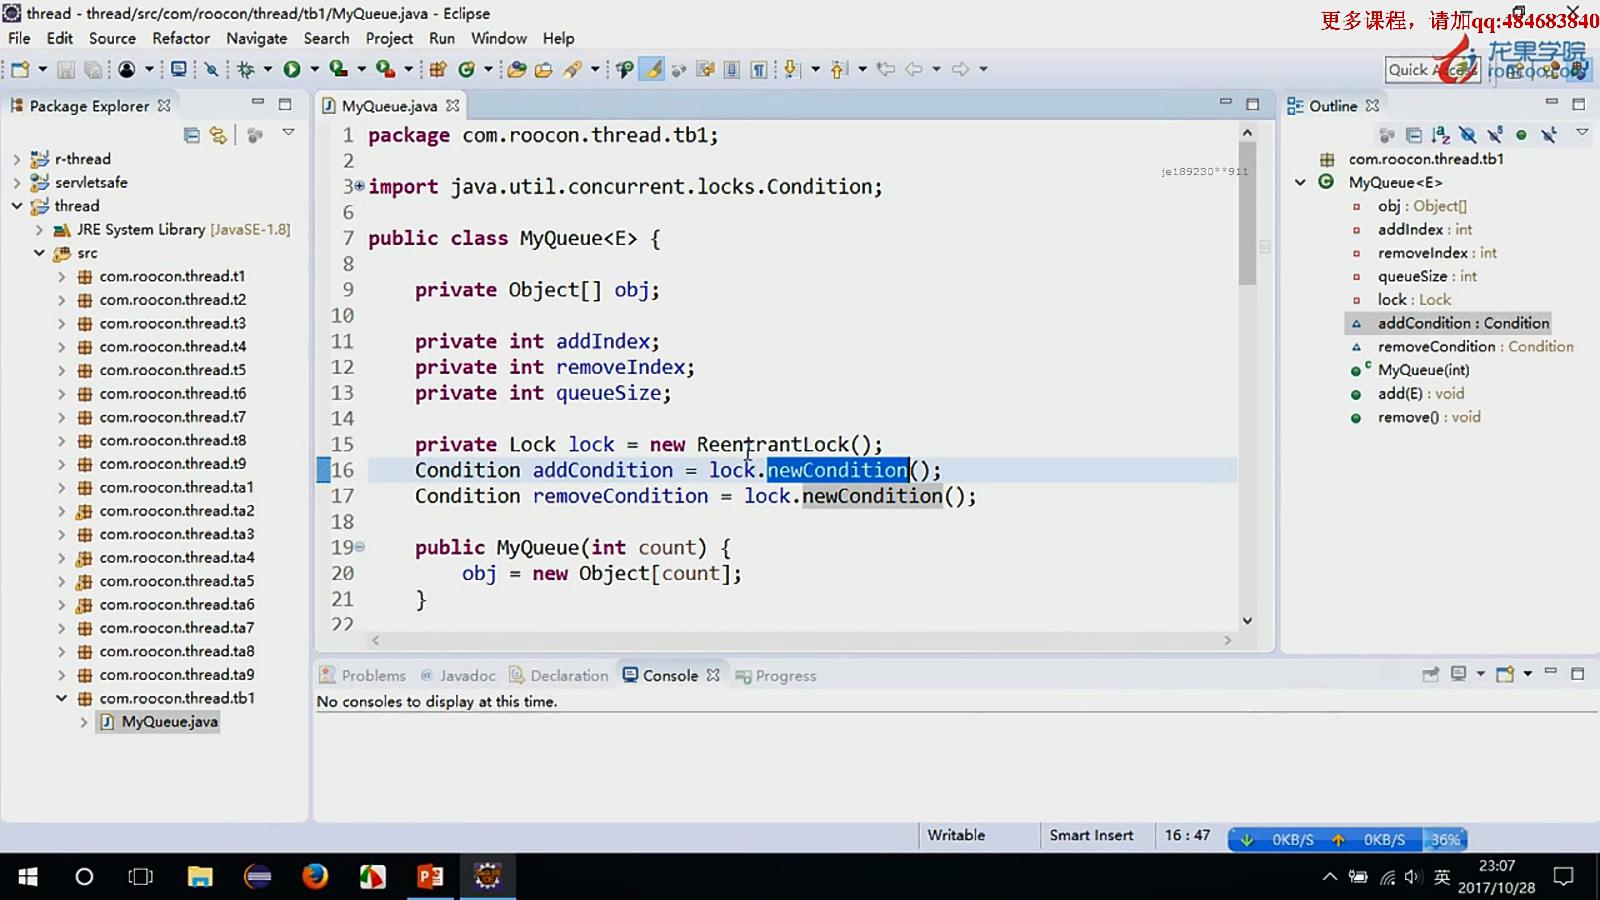 thread - thread/src/com/roocon/thread/tb1/MyQueue.java - Eclipse
更多课程，请加qq:484683840
File Edit Source Refactor Navigate Search Project Run Window Help
龙果学院
Quick Access
Package Explorer
r-thread
servletsafe
thread
JRE System Library [JavaSE-1.8]
src
com.roocon.thread.t1
com.roocon.thread.t2
com.roocon.thread.t3
com.roocon.thread.t4
com.roocon.thread.t5
com.roocon.thread.t6
com.roocon.thread.t7
com.roocon.thread.t8
com.roocon.thread.t9
com.roocon.thread.ta1
com.roocon.thread.ta2
com.roocon.thread.ta3
com.roocon.thread.ta4
com.roocon.thread.ta5
com.roocon.thread.ta6
com.roocon.thread.ta7
com.roocon.thread.ta8
com.roocon.thread.ta9
com.roocon.thread.tb1
MyQueue.java
MyQueue.java
1 package com.roocon.thread.tb1;
2
je189230**911
3 import java.util.concurrent.locks.Condition;
6
7 public class MyQueue<E> {
8
9 private Object[] obj;
10
11 private int addIndex;
12 private int removeIndex;
13 private int queueSize;
14
15 private Lock lock = new ReentrantLock();
16 Condition addCondition = lock.newCondition();
17 Condition removeCondition = lock.newCondition();
18
19 public MyQueue(int count) {
20 obj = new Object[count];
21 }
22
Outline
com.roocon.thread.tb1
MyQueue<E>
obj : Object[]
addIndex : int
removeIndex : int
queueSize : int
lock : Lock
addCondition : Condition
removeCondition : Condition
MyQueue(int)
add(E) : void
remove() : void
Problems Javadoc Declaration Console Progress
No consoles to display at this time.
Writable Smart Insert 16 : 47
0KB/S 0KB/S 36%
英
23:07
2017/10/28